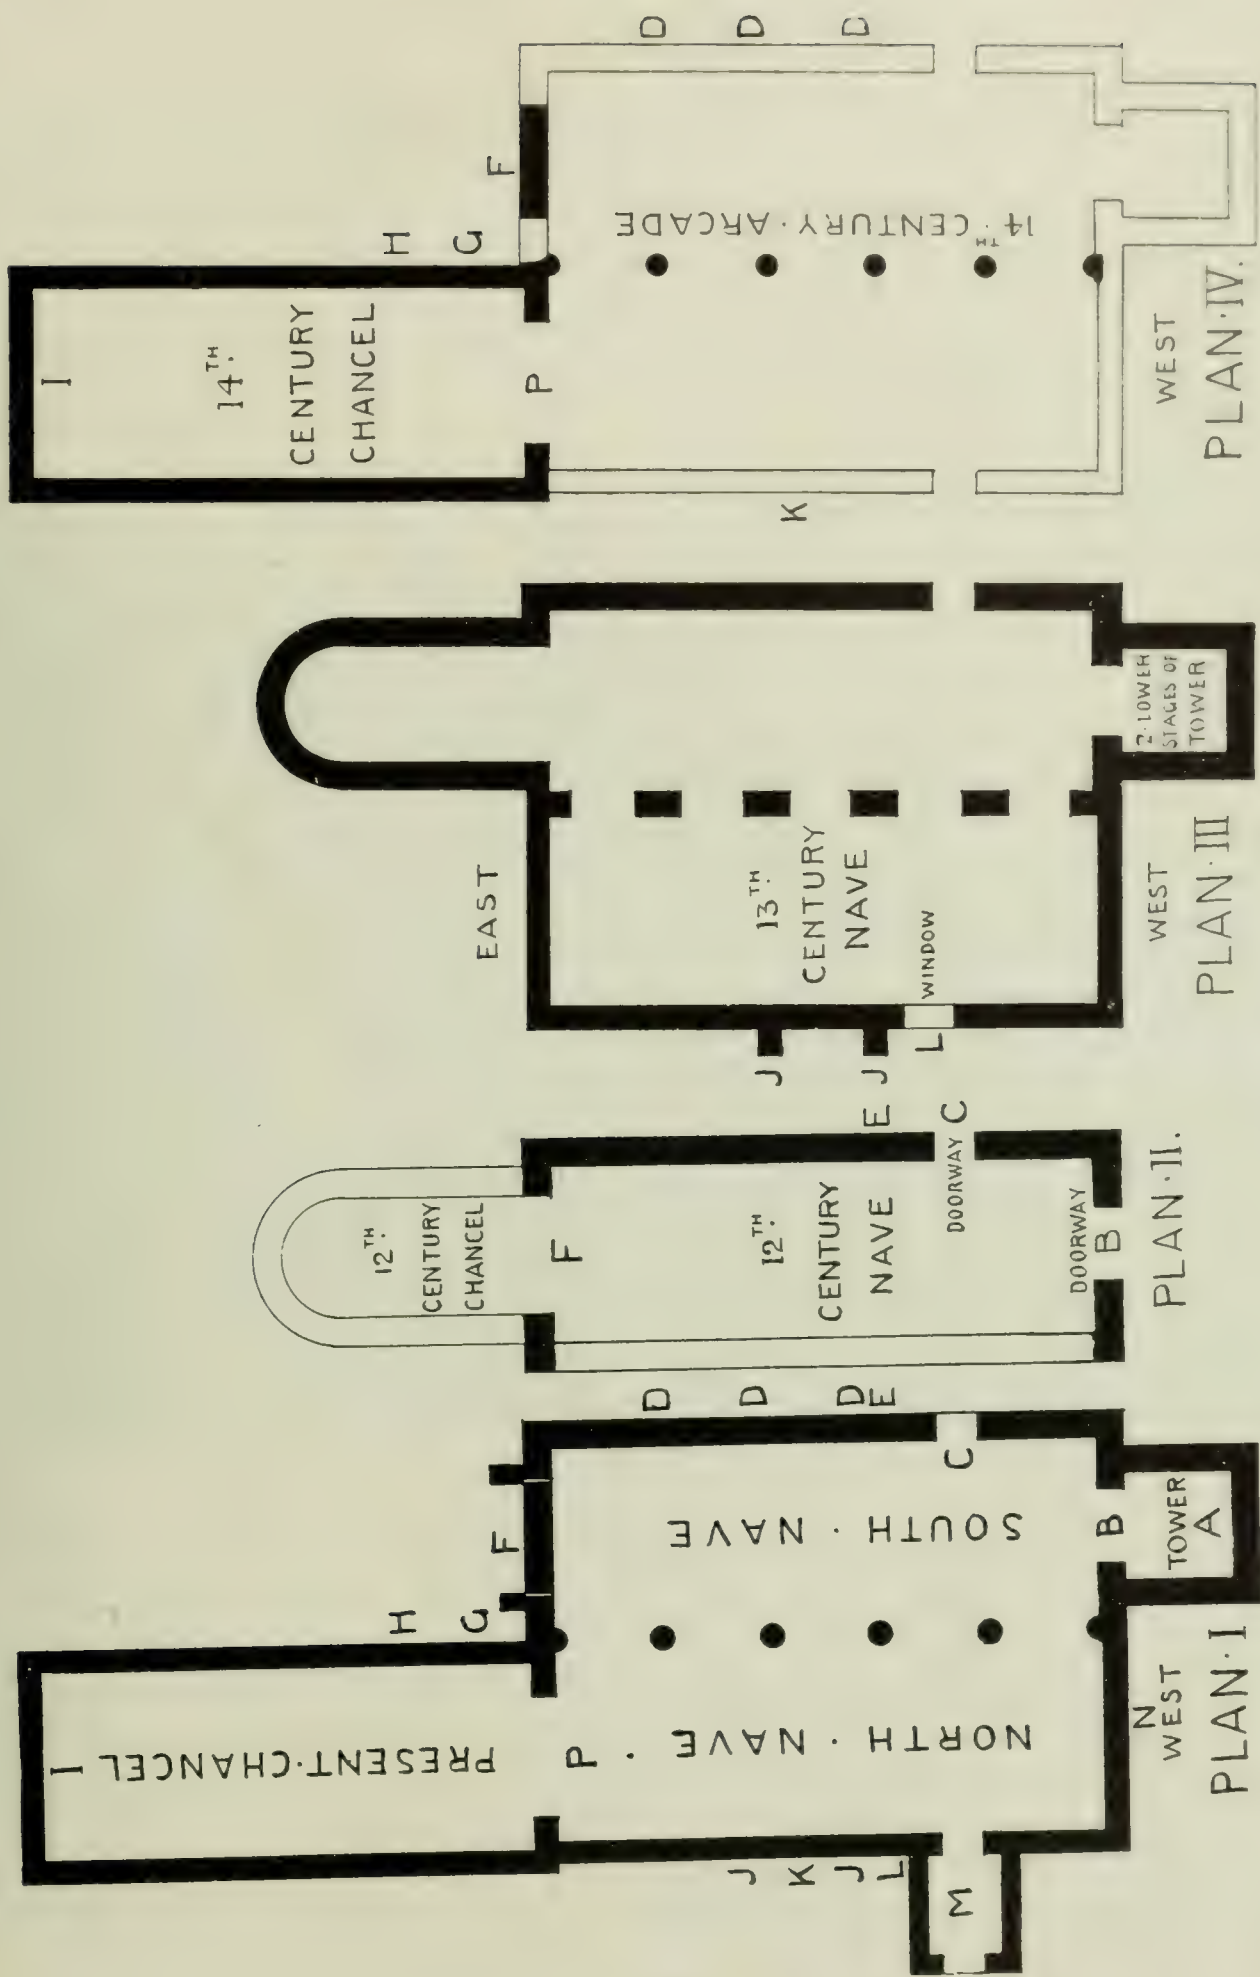 I
PRESENT·CHANCEL
H
G
F
P
NORTH · NAVE ·
SOUTH · NAVE
D
D
D
E
C
J
K
J
L
M
B
TOWER
A
N
WEST
PLAN·I
12TH.
CENTURY
CHANCEL
F
12TH.
CENTURY
NAVE
E
DOORWAY
C
DOORWAY
B
PLAN·II.
EAST
13TH.
CENTURY
NAVE
WINDOW
J
J
L
2·LOWER
STAGES OF
TOWER
WEST
PLAN·III
I
14TH.
CENTURY
CHANCEL
H
G
F
P
14TH·CENTURY·ARCADE
D
D
D
K
WEST
PLAN·IV.